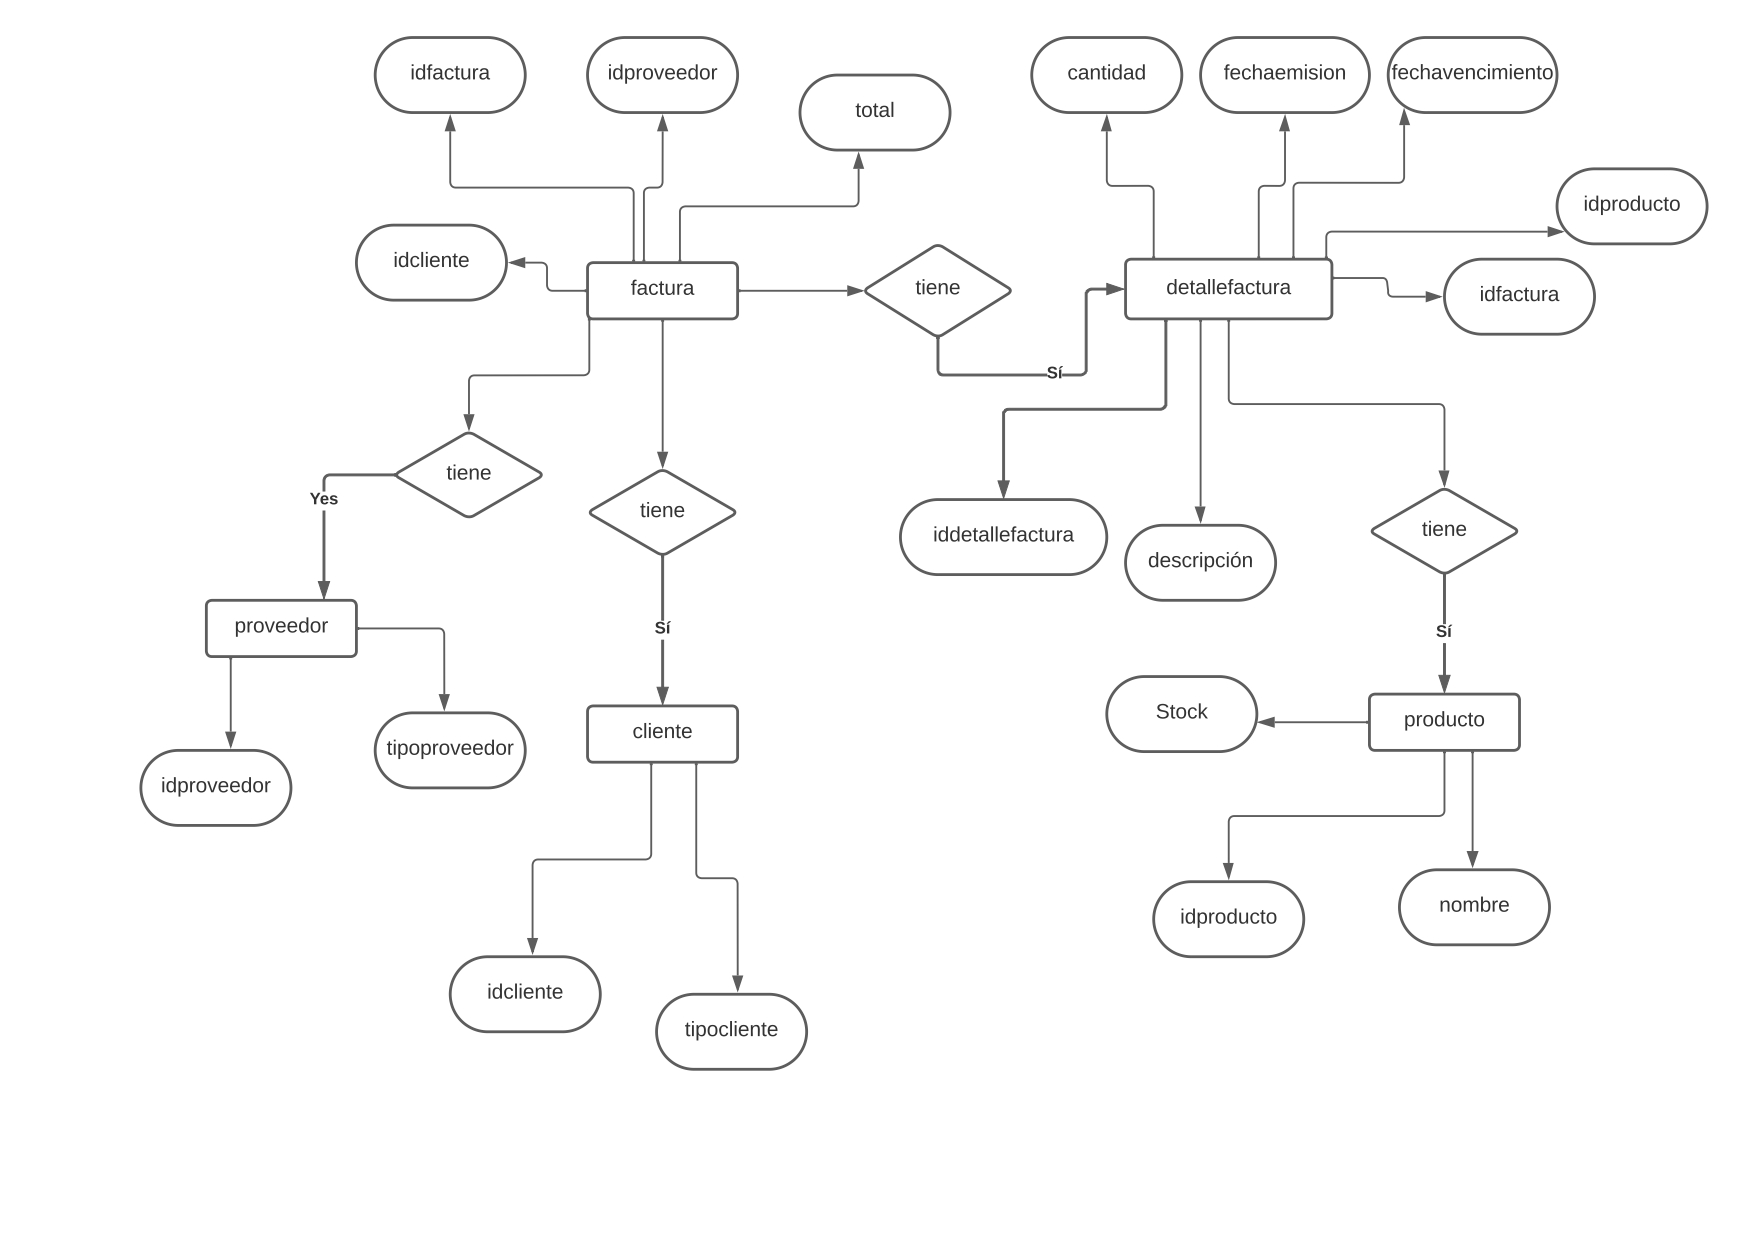 idfactura
idproveedor
total
cantidad
fechaemision
fechavencimiento
idproducto
idcliente
factura
tiene
detallefactura
idfactura
Sí
tiene
Yes
tiene
iddetallefactura
descripción
tiene
proveedor
Sí
Sí
tipoproveedor
idproveedor
cliente
Stock
producto
idproducto
nombre
idcliente
tipocliente